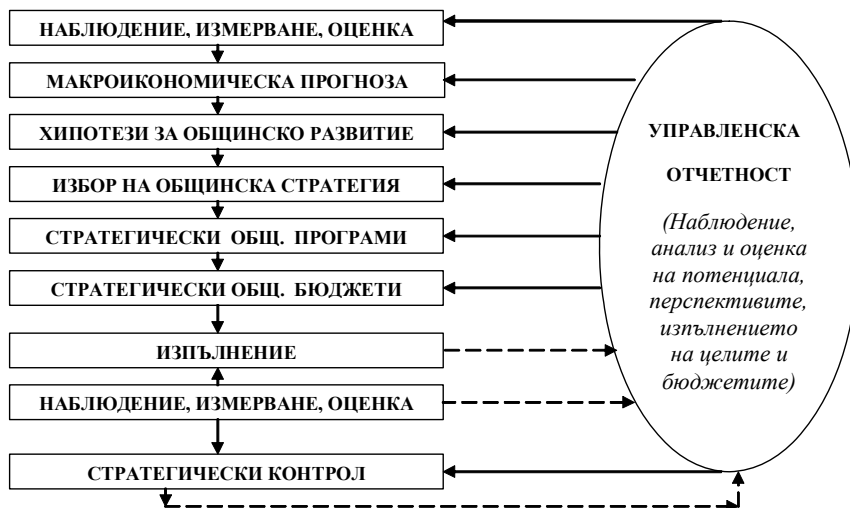 НАБЛЮДЕНИЕ, ИЗМЕРВАНЕ, ОЦЕНКА
МАКРОИКОНОМИЧЕСКА ПРОГНОЗА
ХИПОТЕЗИ ЗА ОБЩИНСКО РАЗВИТИЕ
ИЗБОР НА ОБЩИНСКА СТРАТЕГИЯ
СТРАТЕГИЧЕСКИ ОБЩ. ПРОГРАМИ
СТРАТЕГИЧЕСКИ ОБЩ. БЮДЖЕТИ
ИЗПЪЛНЕНИЕ
НАБЛЮДЕНИЕ, ИЗМЕРВАНЕ, ОЦЕНКА
СТРАТЕГИЧЕСКИ КОНТРОЛ
УПРАВЛЕНСКА
ОТЧЕТНОСТ
(Наблюдение,
анализ и оценка
на потенциала,
перспективите,
изпълнението
на целите и
бюджетите)